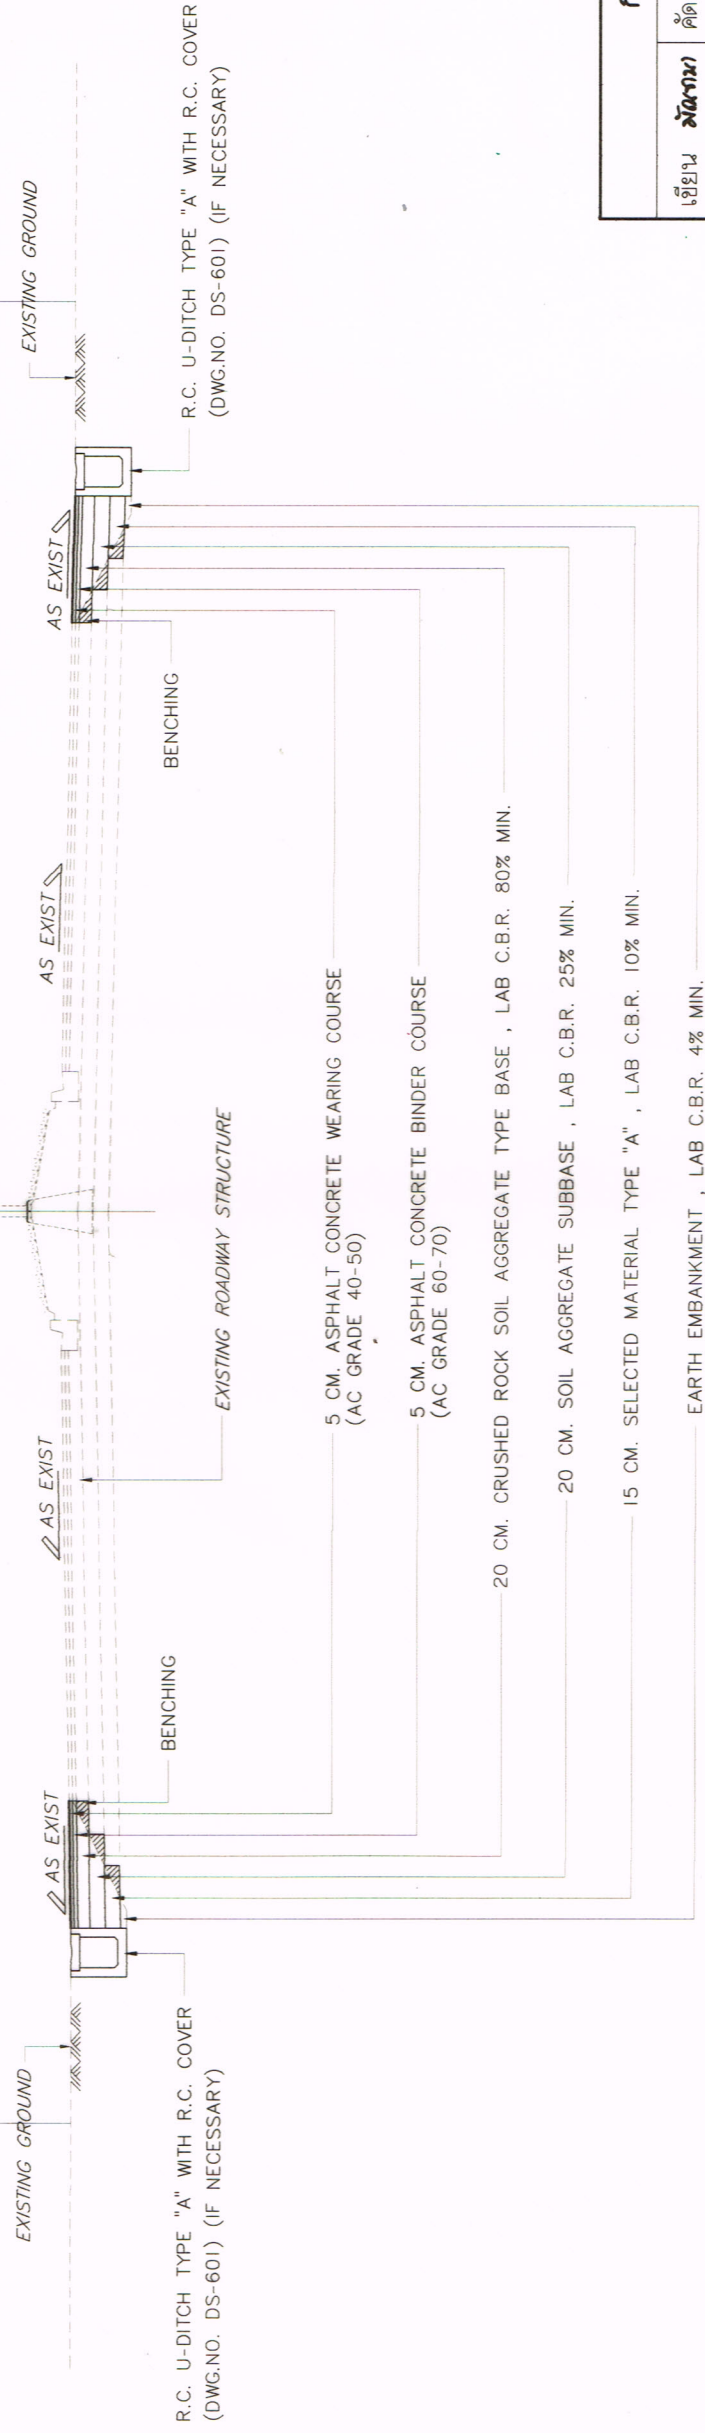 EXISTING GROUND
EXISTING GROUND
AS EXIST
AS EXIST
AS EXIST
AS EXIST
R.C. U-DITCH TYPE "A" WITH R.C. COVER
(DWG.NO. DS-601) (IF NECESSARY)
BENCHING
EXISTING ROADWAY STRUCTURE
BENCHING
R.C. U-DITCH TYPE "A" WITH R.C. COVER
(DWG.NO. DS-601) (IF NECESSARY)
5 CM. ASPHALT CONCRETE WEARING COURSE
(AC GRADE 40-50)
5 CM. ASPHALT CONCRETE BINDER COURSE
(AC GRADE 60-70)
20 CM. CRUSHED ROCK SOIL AGGREGATE TYPE BASE , LAB C.B.R. 80% MIN.
20 CM. SOIL AGGREGATE SUBBASE , LAB C.B.R. 25% MIN.
15 CM. SELECTED MATERIAL TYPE "A" , LAB C.B.R. 10% MIN.
EARTH EMBANKMENT , LAB C.B.R. 4% MIN.
เขียน
คัด